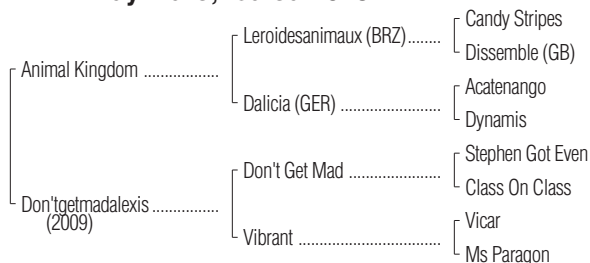 Candy Stripes
Leroidesanimaux (BRZ)........
Dissemble (GB)
Animal Kingdom ..................
Acatenango
Dalicia (GER) ........................
Dynamis
Stephen Got Even
Don't Get Mad ......................
Class On Class
Don'tgetmadalexis ................
(2009)
Vicar
Vibrant ..................................
Ms Paragon